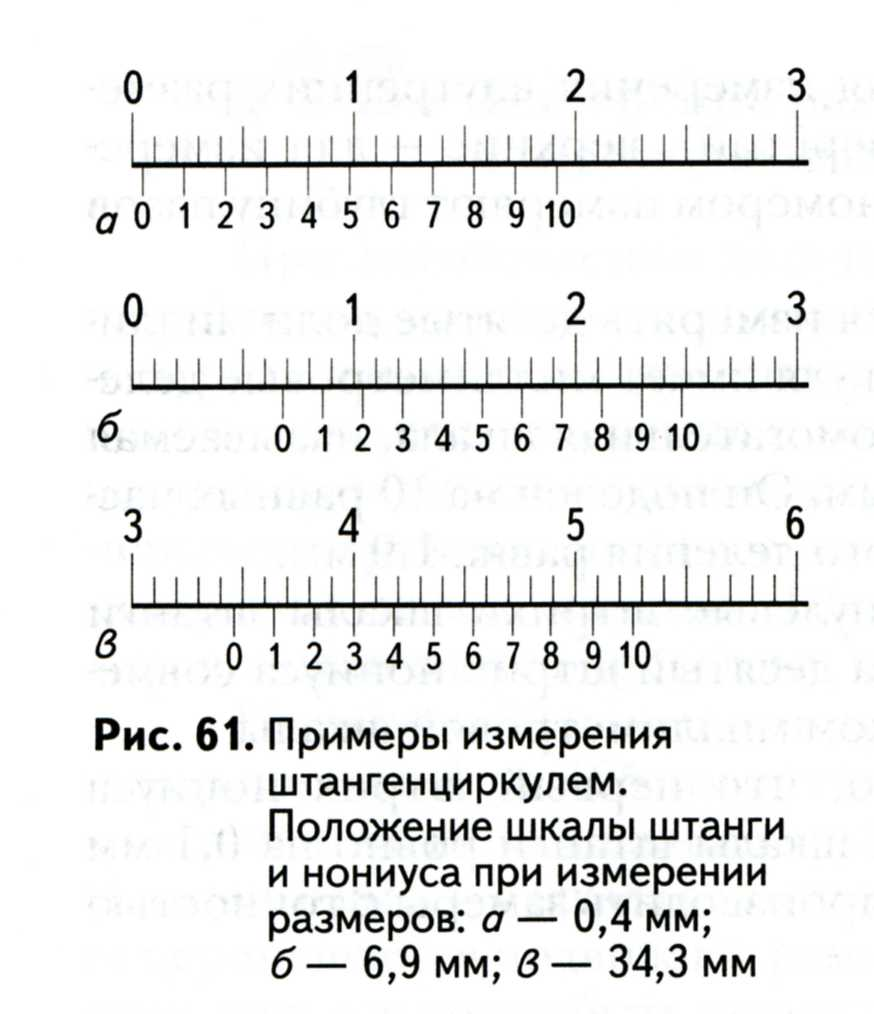 0 1 2 3
а 0 1 2 3 4 5 6 7 8 9 10
0 1 2 3
б 0 1 2 3 4 5 6 7 8 9 10
3 4 5 6
в 0 1 2 3 4 5 6 7 8 9 10
Рис. 61. Примеры измерения
штангенциркулем.
Положение шкалы штанги
и нониуса при измерении
размеров: а — 0,4 мм;
б — 6,9 мм; в — 34,3 мм